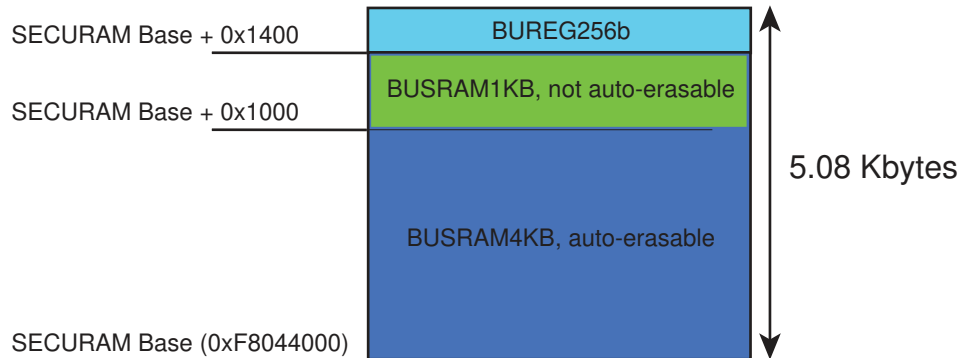 SECURAM Base + 0x1400
BUREG256b
BUSRAM1KB, not auto-erasable
SECURAM Base + 0x1000
5.08 Kbytes
BUSRAM4KB, auto-erasable
SECURAM Base (0xF8044000)